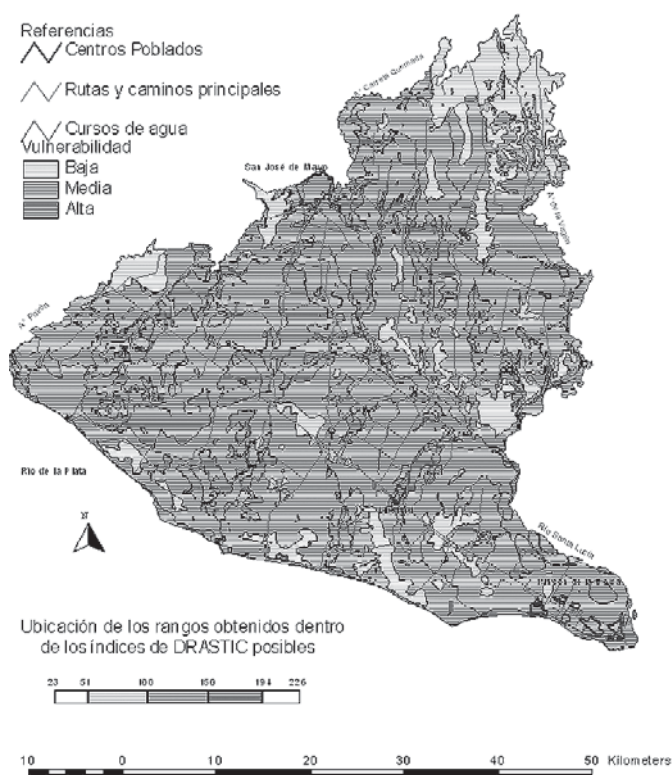 Referencias
Centros Poblados
Rutas y caminos principales
Cursos de agua
Vulnerabilidad
Baja
Media
Alta
San José de Mayo
A° de la Virgen
A° Pavón
Río de la Plata
N
Río Santa Lucía
Ubicación de los rangos obtenidos dentro
de los índices de DRASTIC posibles
23 51 100 150 194 226
10 0 10 20 30 40 50 Kilometers